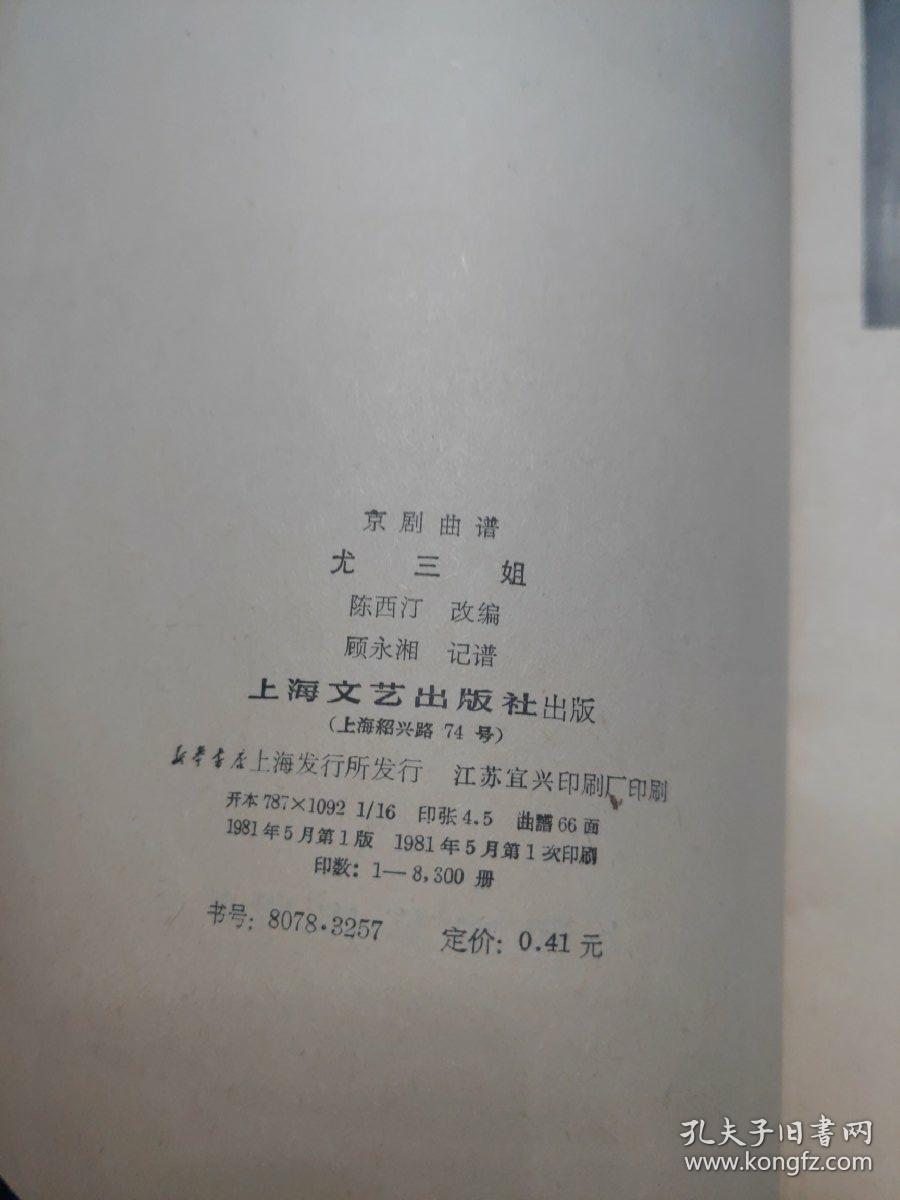 京剧曲谱
尤三姐
陈西汀 改编
顾永湘 记谱
上海文艺出版社出版
（上海紹兴路 74 号）
新华书店上海发行所发行 江苏宜兴印刷厂印刷
开本 787×1092 1/16 印张 4.5 曲譜 66 面
1981 年 5 月第 1 版 1981 年 5 月第 1 次印刷
印数：1—8,300 册
书号：8078·3257 定价：0.41 元
孔夫子旧书网
www.kongfz.com